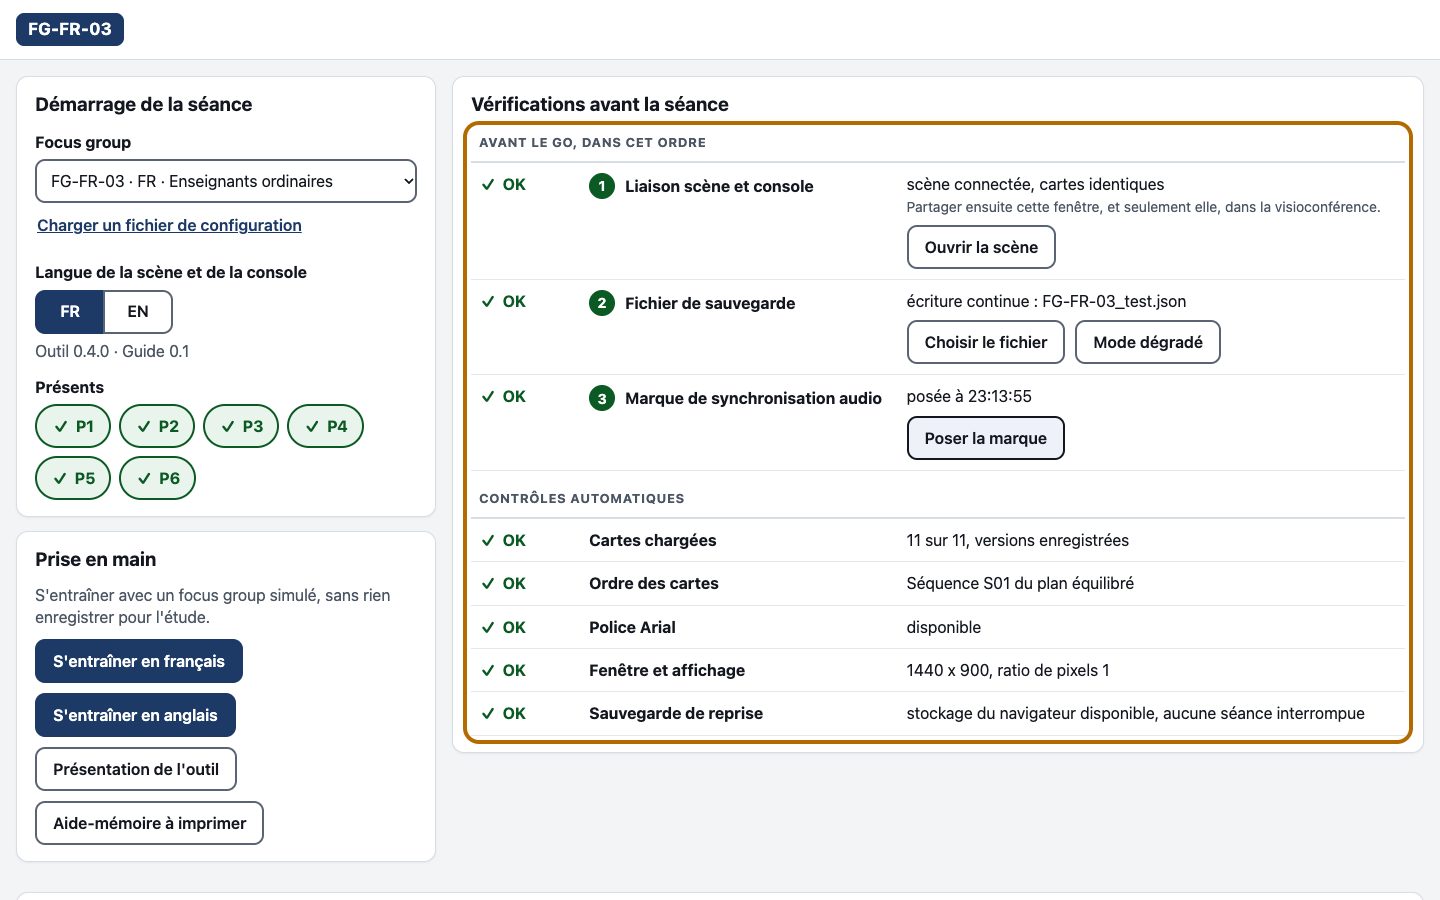 FG-FR-03
Démarrage de la séance
Focus group
FG-FR-03 · FR · Enseignants ordinaires
Charger un fichier de configuration
Langue de la scène et de la console
FR EN
Outil 0.4.0 · Guide 0.1
Présents
✓ P1 ✓ P2 ✓ P3 ✓ P4
✓ P5 ✓ P6
Prise en main
S'entraîner avec un focus group simulé, sans rien
enregistrer pour l'étude.
S'entraîner en français
S'entraîner en anglais
Présentation de l'outil
Aide-mémoire à imprimer
Vérifications avant la séance
AVANT LE GO, DANS CET ORDRE
✓ OK 1 Liaison scène et console scène connectée, cartes identiques
Partager ensuite cette fenêtre, et seulement elle, dans la visioconférence.
Ouvrir la scène
✓ OK 2 Fichier de sauvegarde écriture continue : FG-FR-03_test.json
Choisir le fichier Mode dégradé
✓ OK 3 Marque de synchronisation audio posée à 23:13:55
Poser la marque
CONTRÔLES AUTOMATIQUES
✓ OK Cartes chargées 11 sur 11, versions enregistrées
✓ OK Ordre des cartes Séquence S01 du plan équilibré
✓ OK Police Arial disponible
✓ OK Fenêtre et affichage 1440 x 900, ratio de pixels 1
✓ OK Sauvegarde de reprise stockage du navigateur disponible, aucune séance interrompue